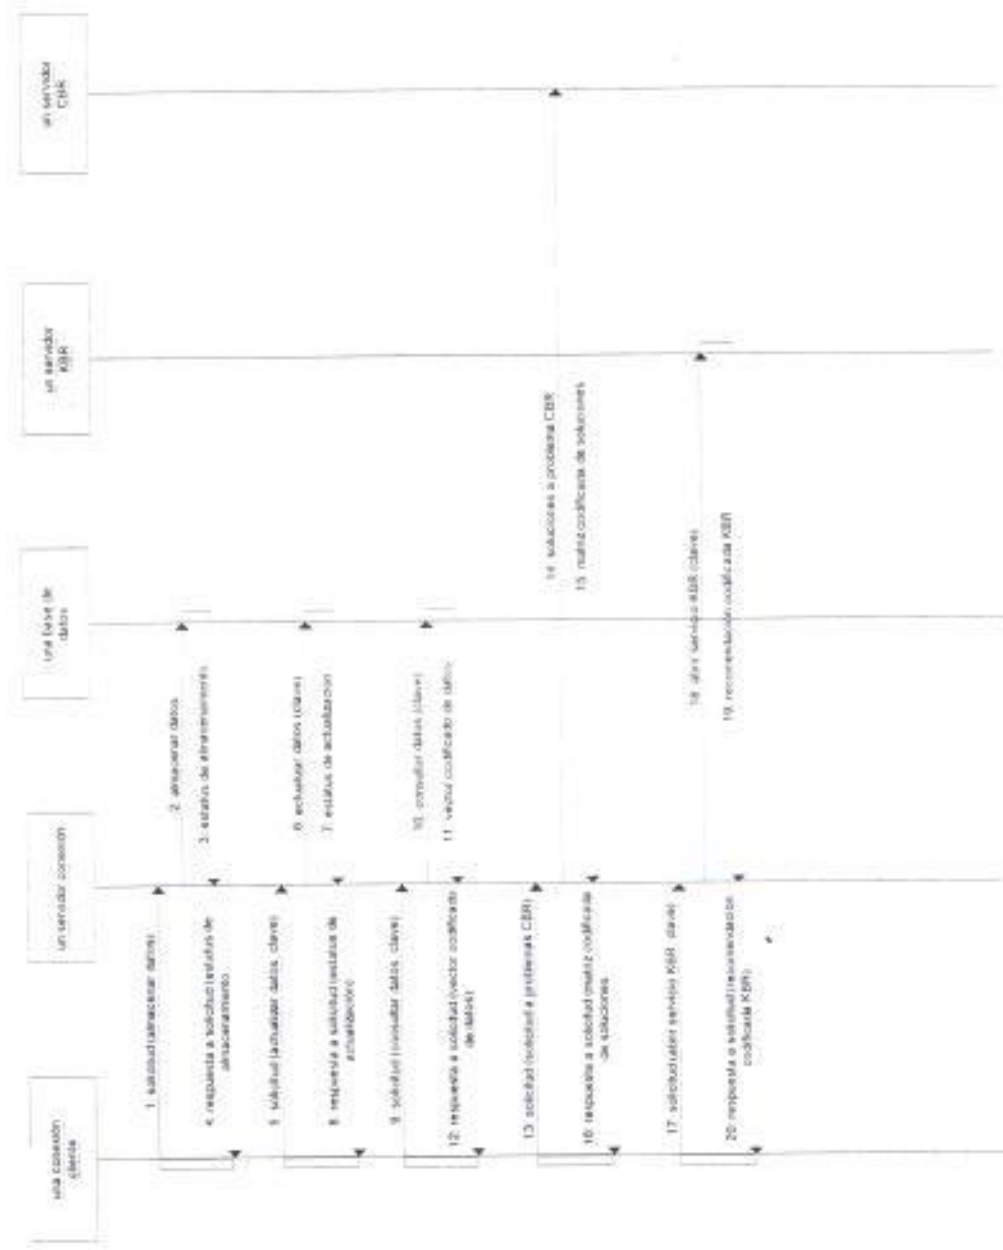 una conexión
cliente
un servidor conexión
una base de
datos
un servidor
KBR
un servidor
CBR
1. solicitud (almacenar datos)
2. almacenar datos
3. estatus de almacenamiento
4. respuesta a solicitud (estatus de
almacenamiento
5. solicitud (actualizar datos, clave)
6. actualizar datos (clave)
7. estatus de actualización
8. respuesta a solicitud (estatus de
actualización)
9. solicitud (consultar datos, clave)
10. consultar datos (clave)
11. vector codificado de datos
12. respuesta a solicitud (vector codificado
de datos)
13. solicitud (solicitud a problemas CBR)
14. soluciones a problema CBR
15. matriz codificada de soluciones
16. respuesta a solicitud (matriz codificada
de soluciones
17. solicitud (abrir servicio KBR, clave)
18. abrir servicio KBR (clave)
19. recomendación codificada KBR
20. respuesta a solicitud (recomendación
codificada KBR)